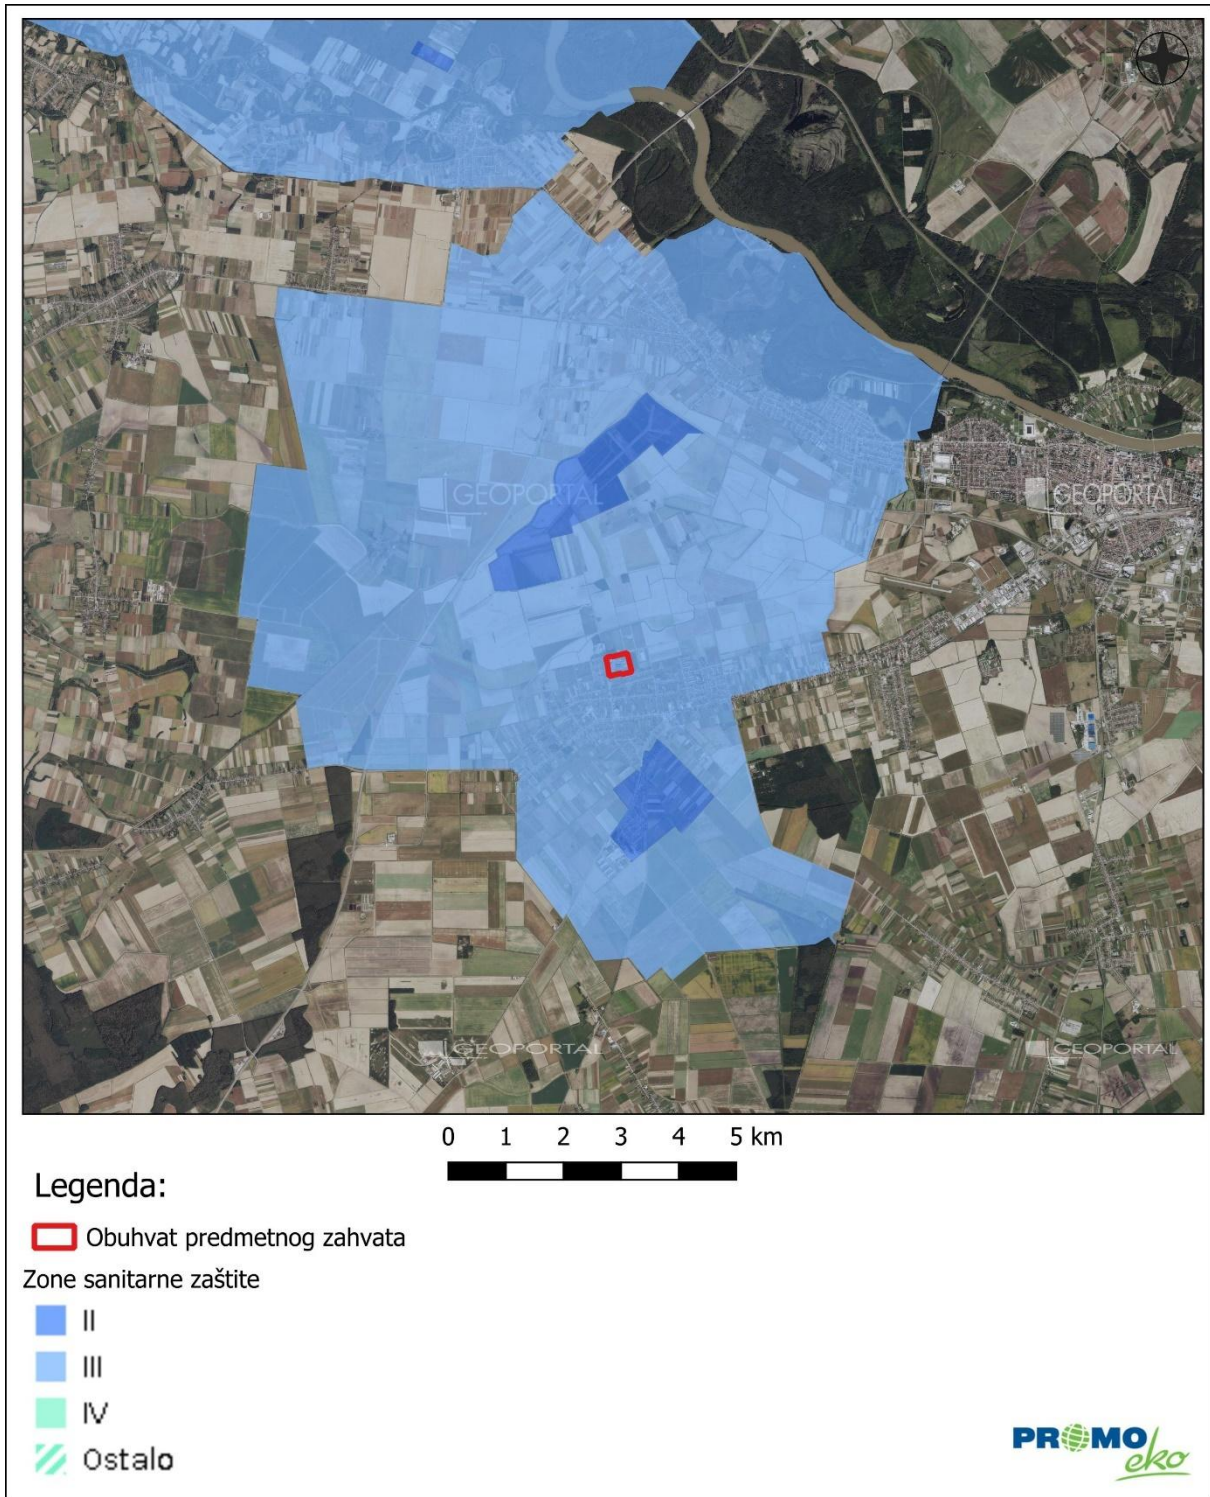 GEOPORTAL
GEOPORTAL
GEOPORTAL
GEOPORTAL
0 1 2 3 4 5 km
Legenda:
Obuhvat predmetnog zahvata
Zone sanitarne zaštite
II
III
IV
Ostalo
PROMO
eko